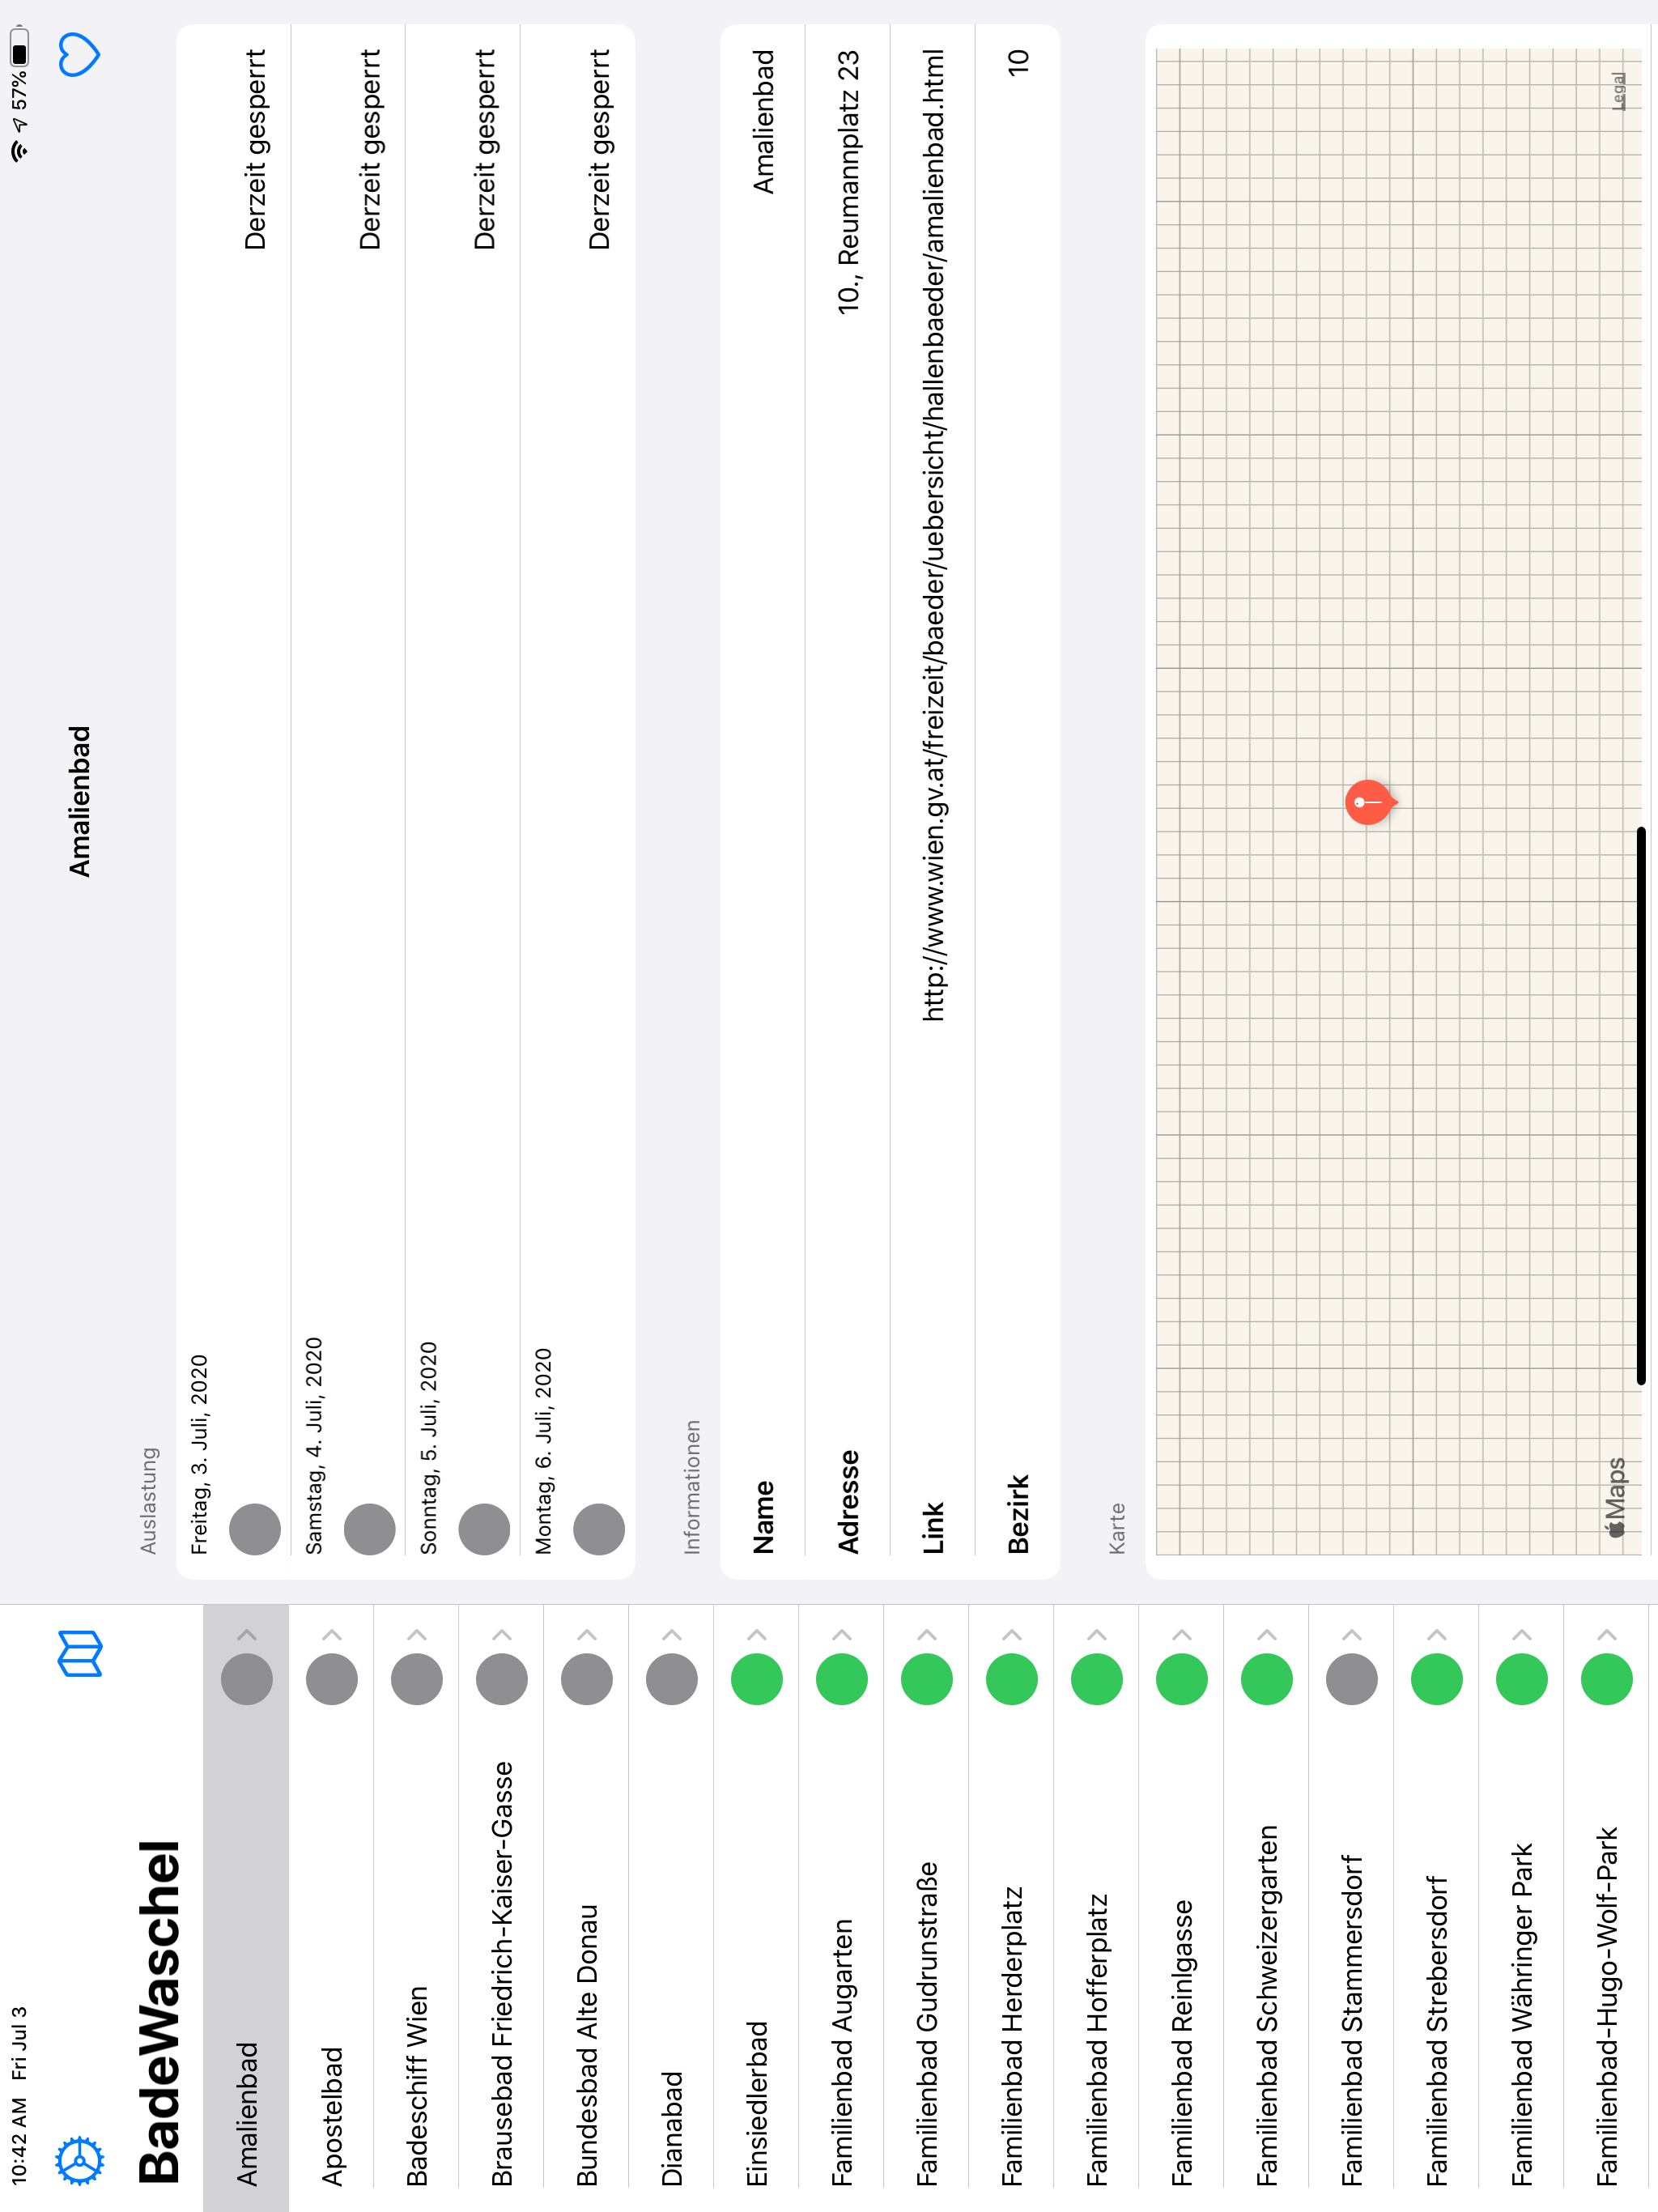 10:42 AM Fri Jul 3
57%
BadeWaschel
Amalienbad
Apostelbad
Badeschiff Wien
Brausebad Friedrich-Kaiser-Gasse
Bundesbad Alte Donau
Dianabad
Einsiedlerbad
Familienbad Augarten
Familienbad Gudrunstraße
Familienbad Herderplatz
Familienbad Hofferplatz
Familienbad Reinlgasse
Familienbad Schweizergarten
Familienbad Stammersdorf
Familienbad Strebersdorf
Familienbad Währinger Park
Familienbad-Hugo-Wolf-Park
Amalienbad
Auslastung
Freitag, 3. Juli, 2020
Derzeit gesperrt
Samstag, 4. Juli, 2020
Derzeit gesperrt
Sonntag, 5. Juli, 2020
Derzeit gesperrt
Montag, 6. Juli, 2020
Derzeit gesperrt
Informationen
Name Amalienbad
Adresse 10., Reumannplatz 23
Link http://www.wien.gv.at/freizeit/baeder/uebersicht/hallenbaeder/amalienbad.html
Bezirk 10
Karte
Maps
Legal